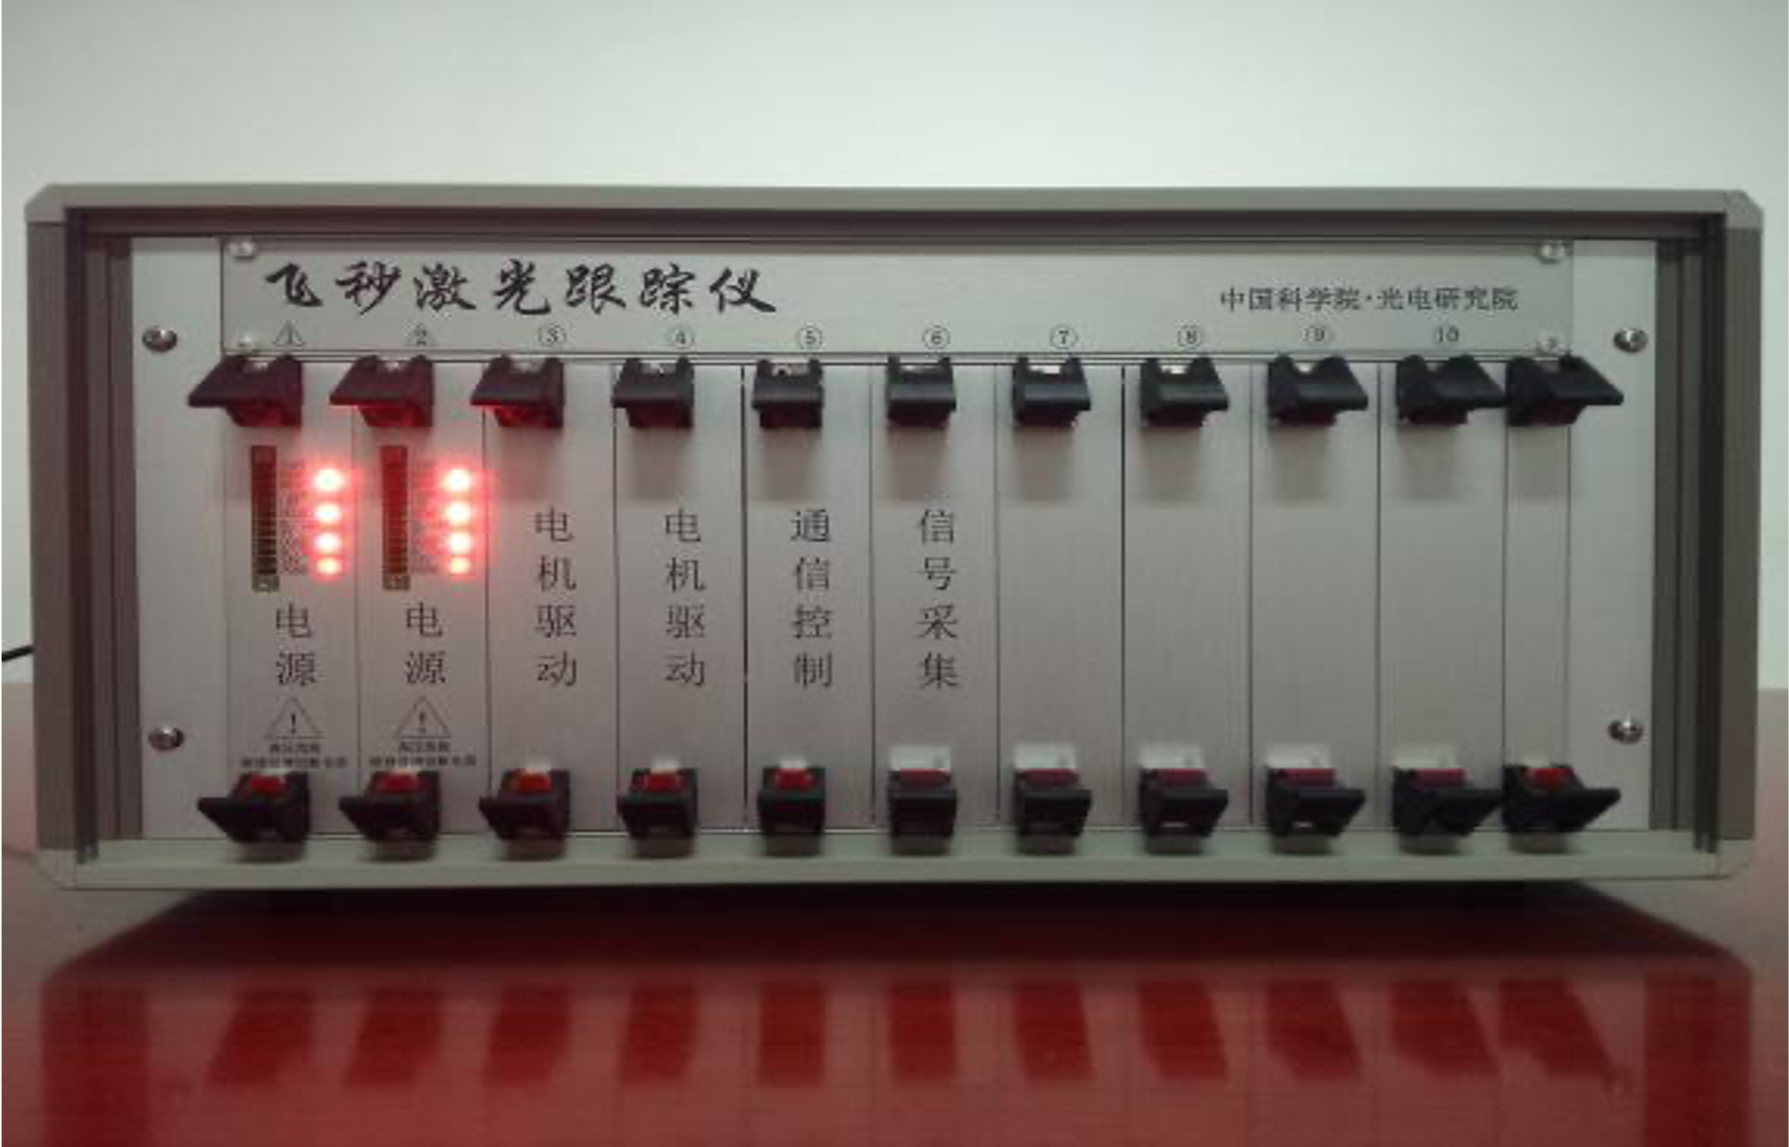 飞秒激光跟踪仪
中国科学院·光电研究院
① ② ③ ④ ⑤ ⑥ ⑦ ⑧ ⑨ 10
电源
电源
电机驱动
电机驱动
通信控制
信号采集
!
!